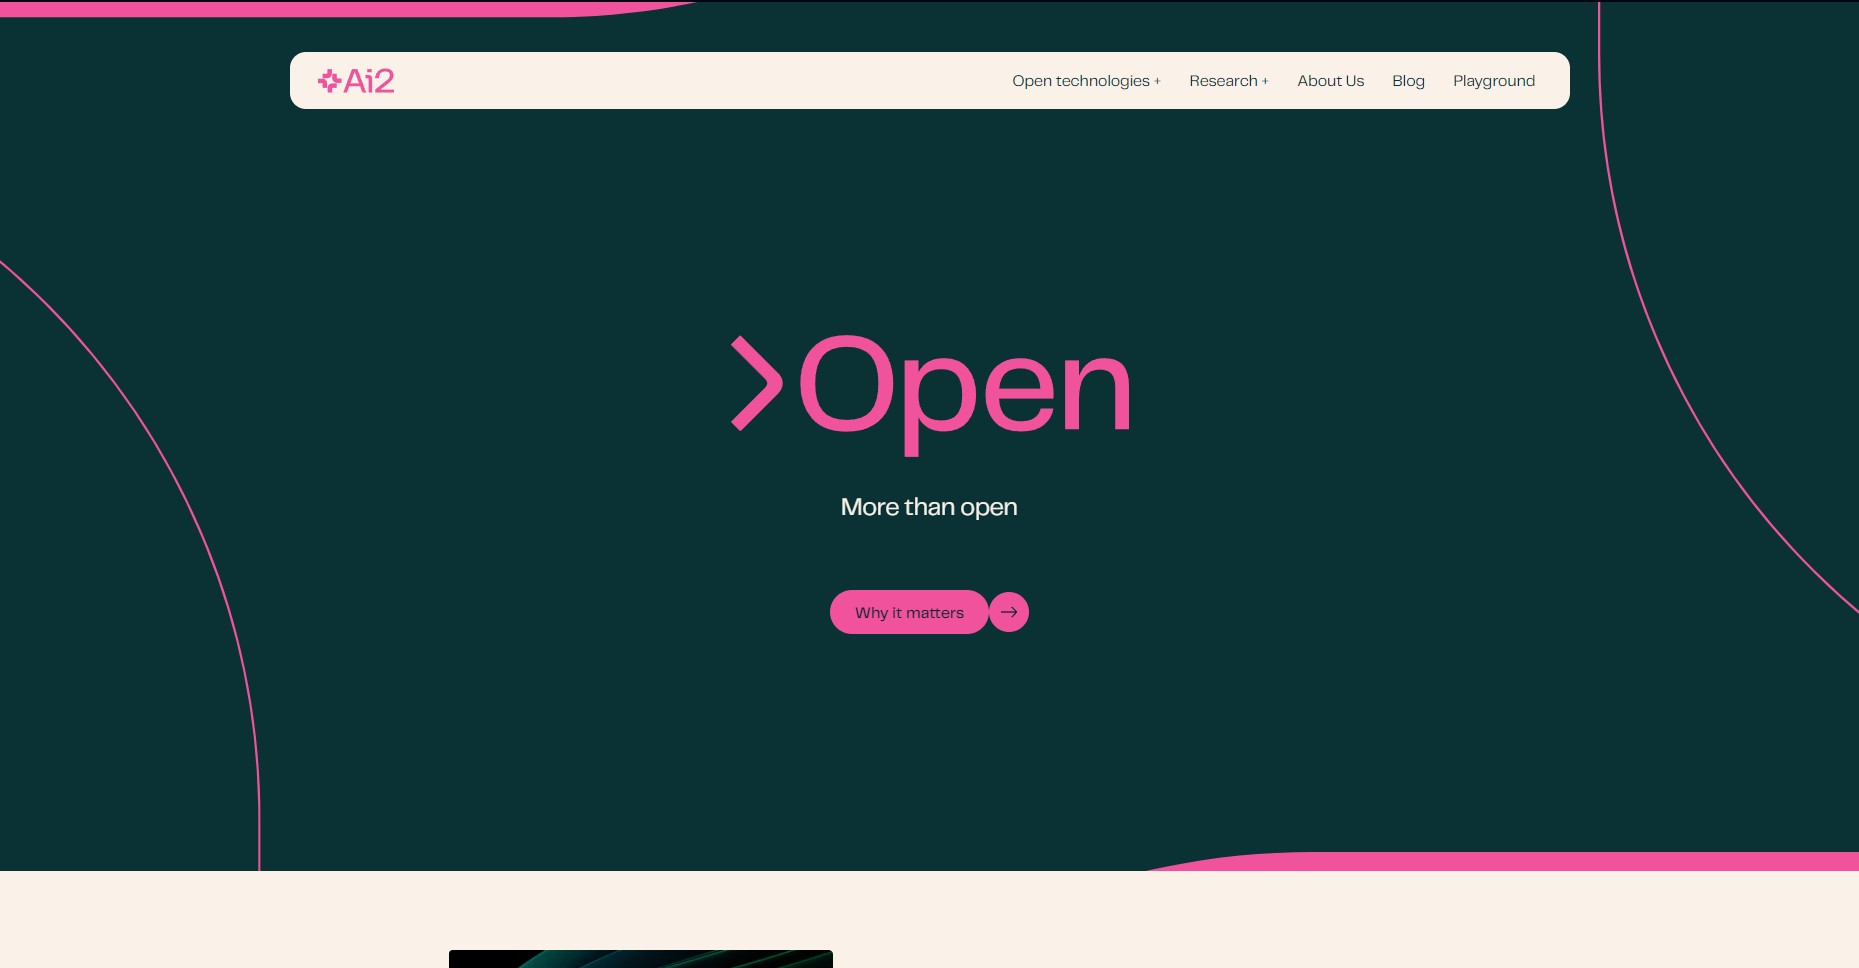 Ai2
Open technologies + Research + About Us Blog Playground
>Open
More than open
Why it matters →